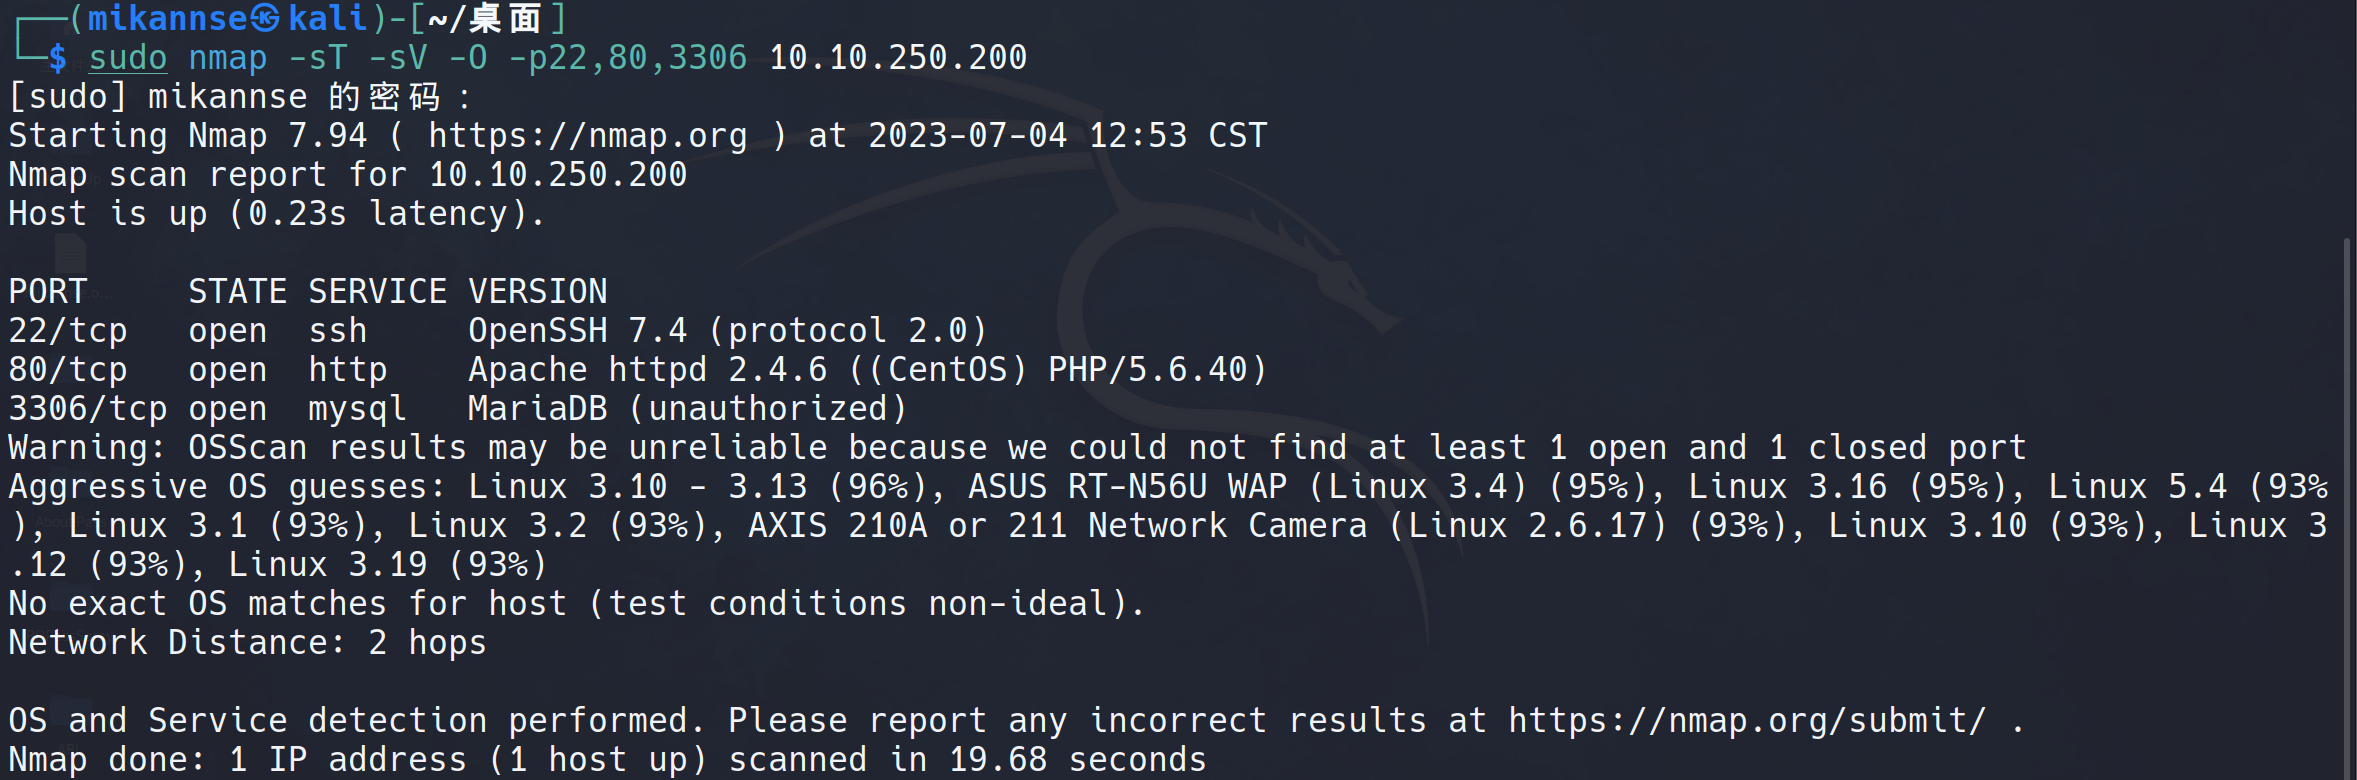 ┌──(mikannse㉿kali)-[~/桌面]
└─$ sudo nmap -sT -sV -O -p22,80,3306 10.10.250.200
[sudo] mikannse 的密码：
Starting Nmap 7.94 ( https://nmap.org ) at 2023-07-04 12:53 CST
Nmap scan report for 10.10.250.200
Host is up (0.23s latency).
PORT     STATE SERVICE VERSION
22/tcp   open  ssh     OpenSSH 7.4 (protocol 2.0)
80/tcp   open  http    Apache httpd 2.4.6 ((CentOS) PHP/5.6.40)
3306/tcp open  mysql   MariaDB (unauthorized)
Warning: OSScan results may be unreliable because we could not find at least 1 open and 1 closed port
Aggressive OS guesses: Linux 3.10 - 3.13 (96%), ASUS RT-N56U WAP (Linux 3.4) (95%), Linux 3.16 (95%), Linux 5.4 (93%
), Linux 3.1 (93%), Linux 3.2 (93%), AXIS 210A or 211 Network Camera (Linux 2.6.17) (93%), Linux 3.10 (93%), Linux 3
.12 (93%), Linux 3.19 (93%)
No exact OS matches for host (test conditions non-ideal).
Network Distance: 2 hops
OS and Service detection performed. Please report any incorrect results at https://nmap.org/submit/ .
Nmap done: 1 IP address (1 host up) scanned in 19.68 seconds